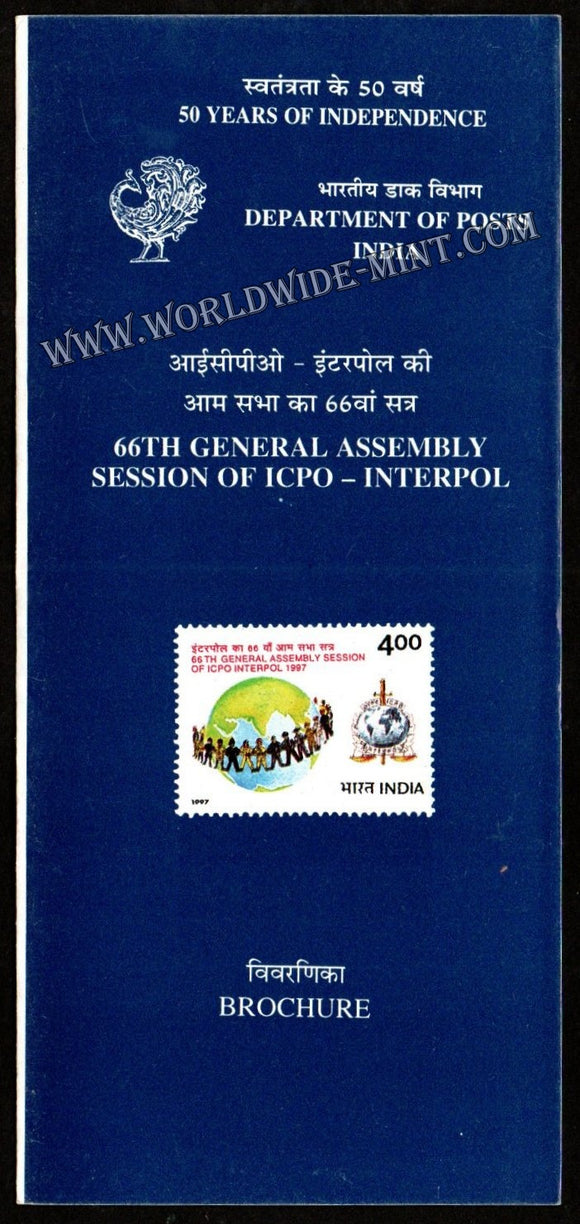 स्वतंत्रता के 50 वर्ष
50 YEARS OF INDEPENDENCE
भारतीय डाक विभाग
DEPARTMENT OF POSTS
INDIA
WWW.WORLDWIDE-MINT.COM
आईसीपीओ - इंटरपोल की
आम सभा का 66वां सत्र
66TH GENERAL ASSEMBLY
SESSION OF ICPO – INTERPOL
इंटरपोल का 66 वाँ आम सभा सत्र
66TH GENERAL ASSEMBLY SESSION
OF ICPO INTERPOL 1997
4.00
भारत INDIA
1997
विवरणिका
BROCHURE